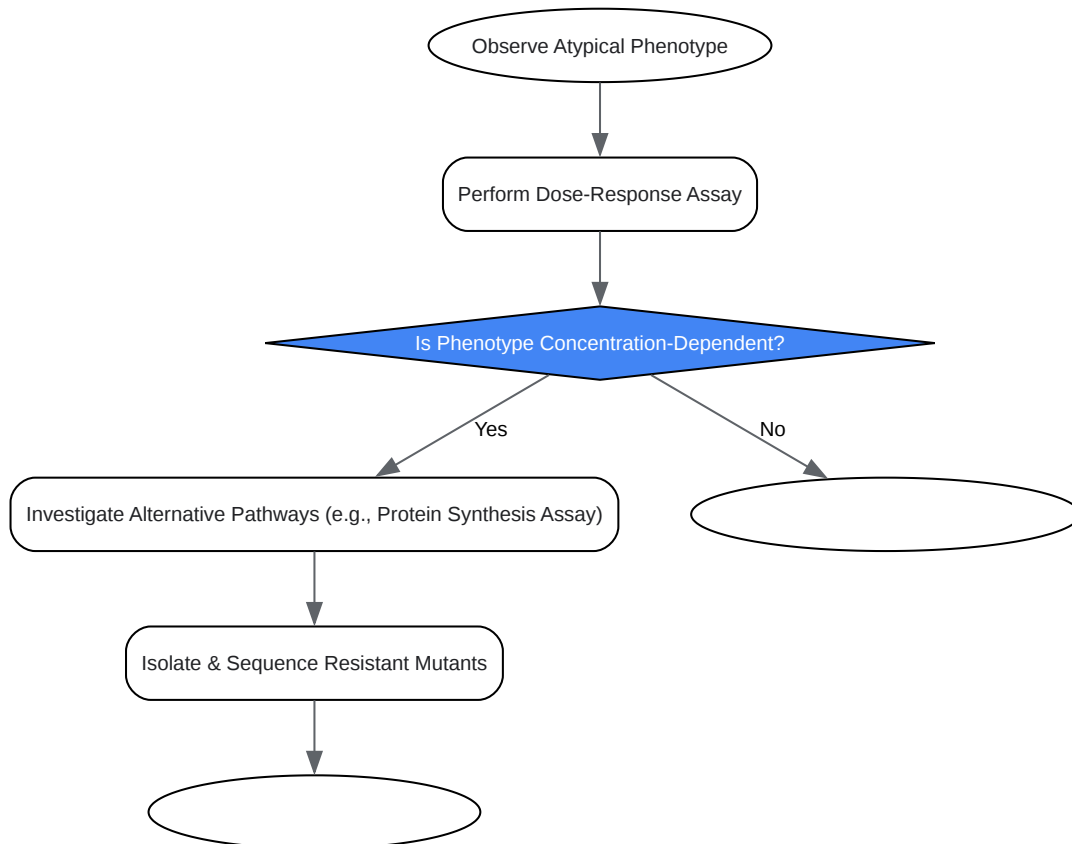 Observe Atypical Phenotype
Perform Dose-Response Assay
Is Phenotype Concentration-Dependent?
Yes
No
Investigate Alternative Pathways (e.g., Protein Synthesis Assay)
Isolate & Sequence Resistant Mutants